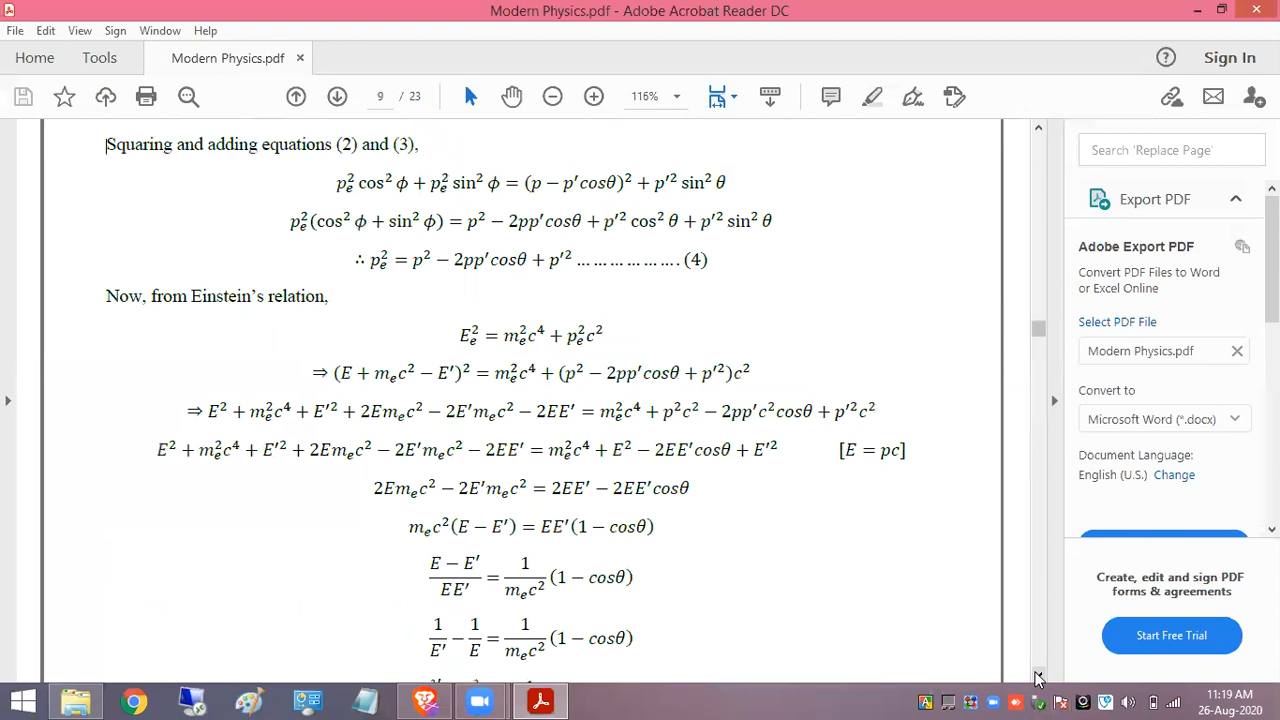 Modern Physics.pdf - Adobe Acrobat Reader DC
File Edit View Sign Window Help
Home Tools Modern Physics.pdf × Sign In
9 / 23 116%
Squaring and adding equations (2) and (3),
p_e^2 cos^2 ϕ + p_e^2 sin^2 ϕ = (p − p′cosθ)^2 + p′^2 sin^2 θ
p_e^2(cos^2 ϕ + sin^2 ϕ) = p^2 − 2pp′cosθ + p′^2 cos^2 θ + p′^2 sin^2 θ
∴ p_e^2 = p^2 − 2pp′cosθ + p′^2 ... ... ... ... ... . (4)
Now, from Einstein's relation,
E_e^2 = m_e^2c^4 + p_e^2c^2
⇒ (E + m_ec^2 − E′)^2 = m_e^2c^4 + (p^2 − 2pp′cosθ + p′^2)c^2
⇒ E^2 + m_e^2c^4 + E′^2 + 2Em_ec^2 − 2E′m_ec^2 − 2EE′ = m_e^2c^4 + p^2c^2 − 2pp′c^2cosθ + p′^2c^2
E^2 + m_e^2c^4 + E′^2 + 2Em_ec^2 − 2E′m_ec^2 − 2EE′ = m_e^2c^4 + E^2 − 2EE′cosθ + E′^2 [E = pc]
2Em_ec^2 − 2E′m_ec^2 = 2EE′ − 2EE′cosθ
m_ec^2(E − E′) = EE′(1 − cosθ)
(E − E′)/(EE′) = 1/(m_ec^2) (1 − cosθ)
1/E′ − 1/E = 1/(m_ec^2) (1 − cosθ)
Search 'Replace Page'
Export PDF
Adobe Export PDF
Convert PDF Files to Word
or Excel Online
Select PDF File
Modern Physics.pdf ×
Convert to
Microsoft Word (*.docx)
Document Language:
English (U.S.) Change
Create, edit and sign PDF
forms & agreements
Start Free Trial
11:19 AM
26-Aug-2020